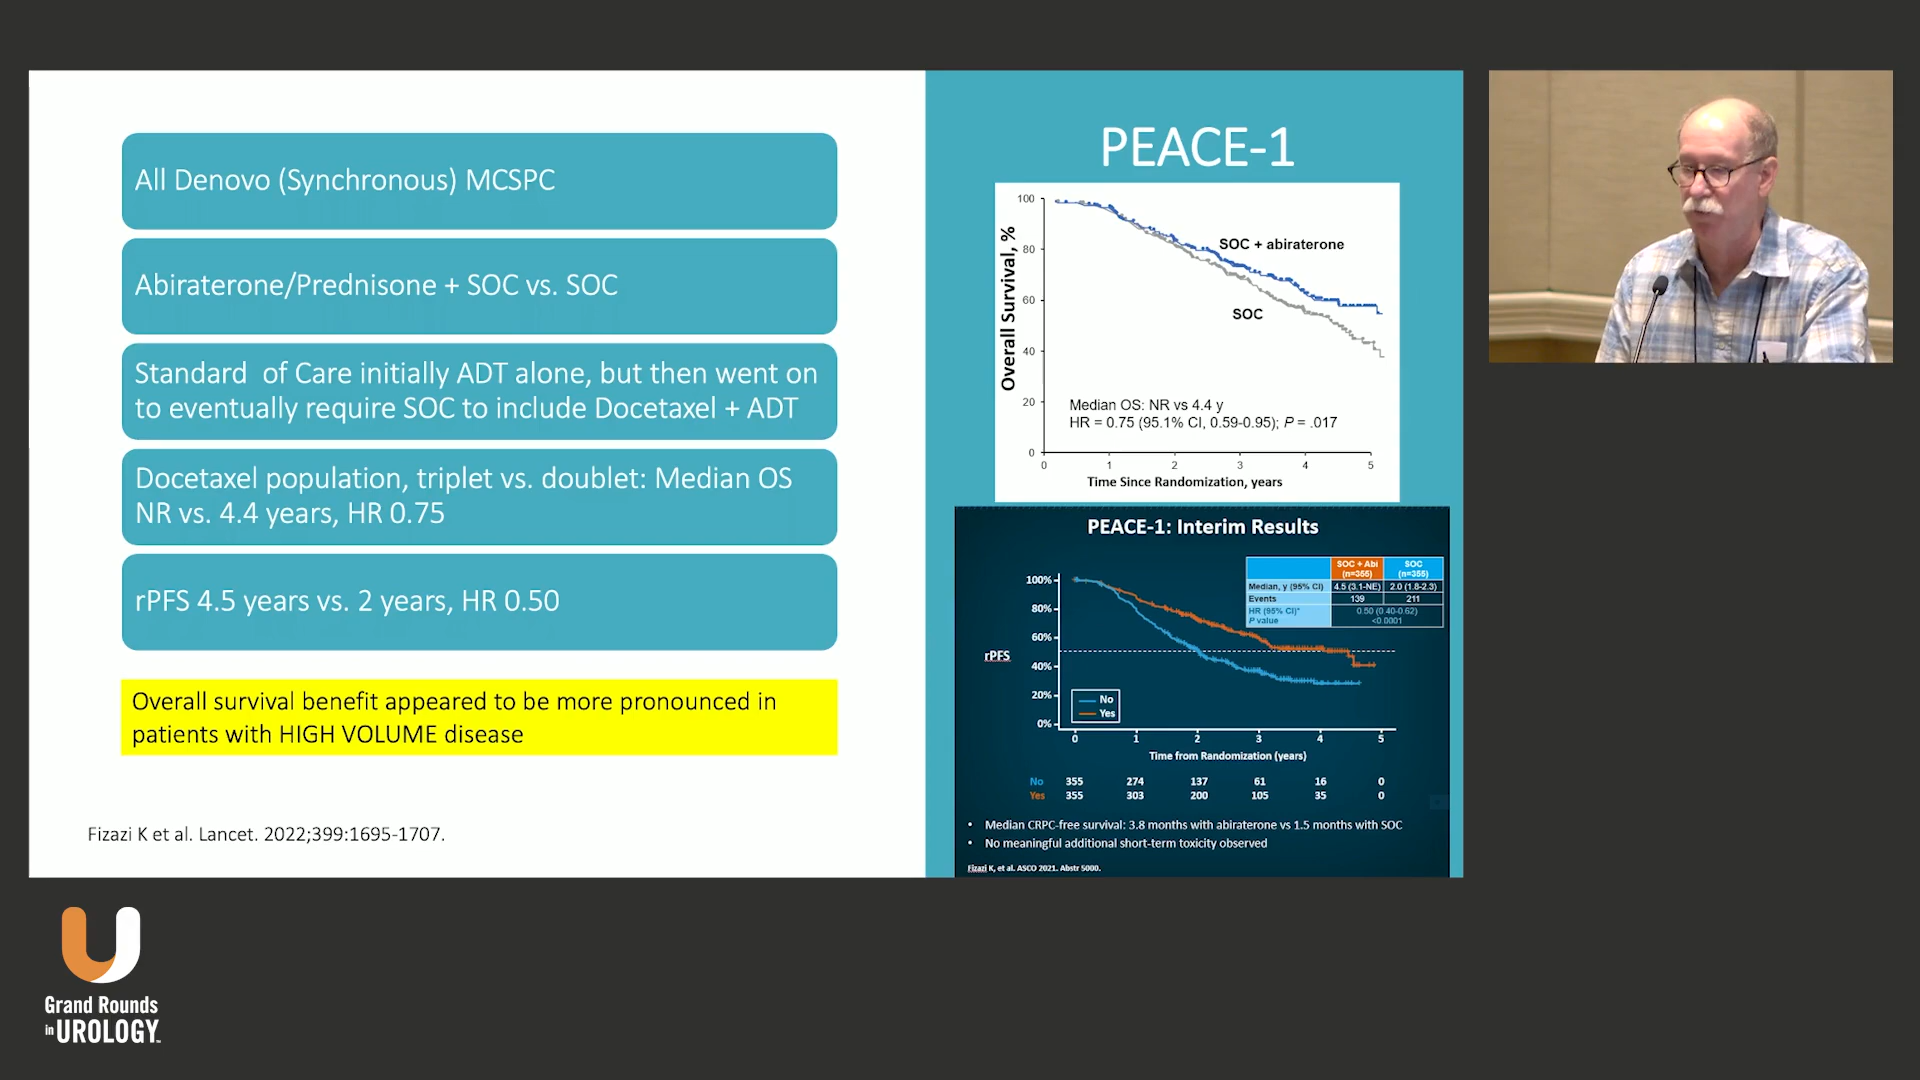 All Denovo (Synchronous) MCSPC
Abiraterone/Prednisone + SOC vs. SOC
Standard of Care initially ADT alone, but then went on
to eventually require SOC to include Docetaxel + ADT
Docetaxel population, triplet vs. doublet: Median OS
NR vs. 4.4 years, HR 0.75
rPFS 4.5 years vs. 2 years, HR 0.50
Overall survival benefit appeared to be more pronounced in
patients with HIGH VOLUME disease
Fizazi K et al. Lancet. 2022;399:1695-1707.
PEACE-1
Overall Survival, %
100
80
60
40
20
0
SOC + abiraterone
SOC
Median OS: NR vs 4.4 y
HR = 0.75 (95.1% CI, 0.59-0.95); P = .017
0 1 2 3 4 5
Time Since Randomization, years
PEACE-1: Interim Results
SOC + Abi SOC
(n=355) (n=355)
Median, y (95% CI) 4.5 (3.1-NE) 2.0 (1.8-2.3)
Events 139 211
HR (95% CI)* 0.50 (0.40-0.62)
P value <0.0001
rPFS
100%
80%
60%
40%
20%
0%
No
Yes
0 1 2 3 4 5
Time from Randomization (years)
No 355 274 137 61 16 0
Yes 355 303 200 105 35 0
• Median CRPC-free survival: 3.8 months with abiraterone vs 1.5 months with SOC
• No meaningful additional short-term toxicity observed
Fizazi K, et al. ASCO 2021. Abstr 5000.
Grand Rounds
in UROLOGY™